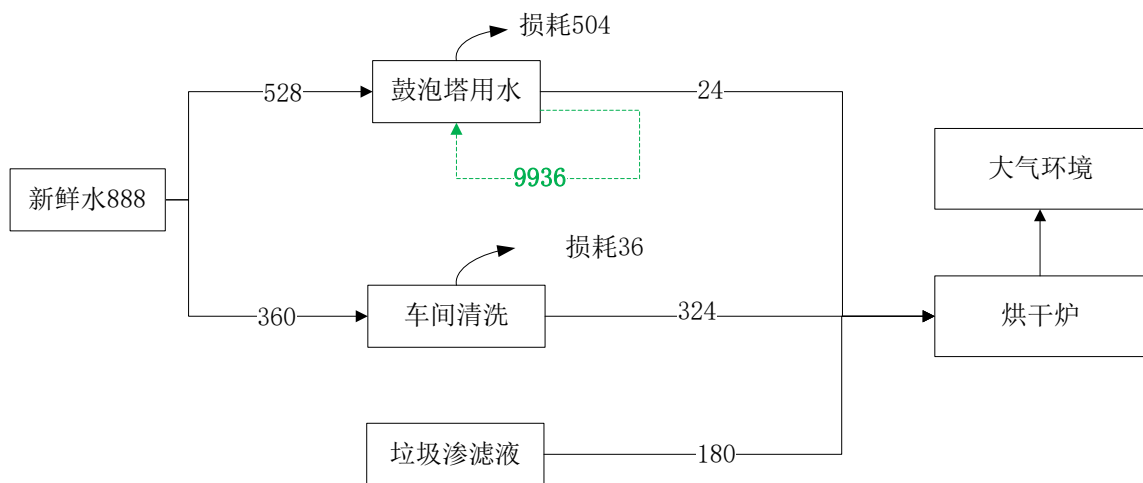 损耗504
528
鼓泡塔用水
24
9936
大气环境
新鲜水888
损耗36
360
车间清洗
324
烘干炉
垃圾渗滤液
180